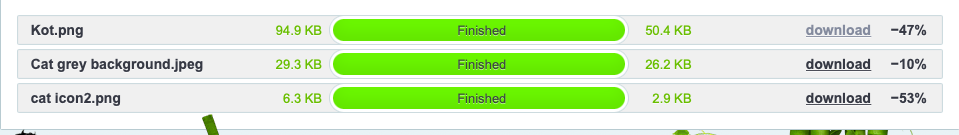 Kot.png 94.9 KB Finished 50.4 KB download −47%
Cat grey background.jpeg 29.3 KB Finished 26.2 KB download −10%
cat icon2.png 6.3 KB Finished 2.9 KB download −53%